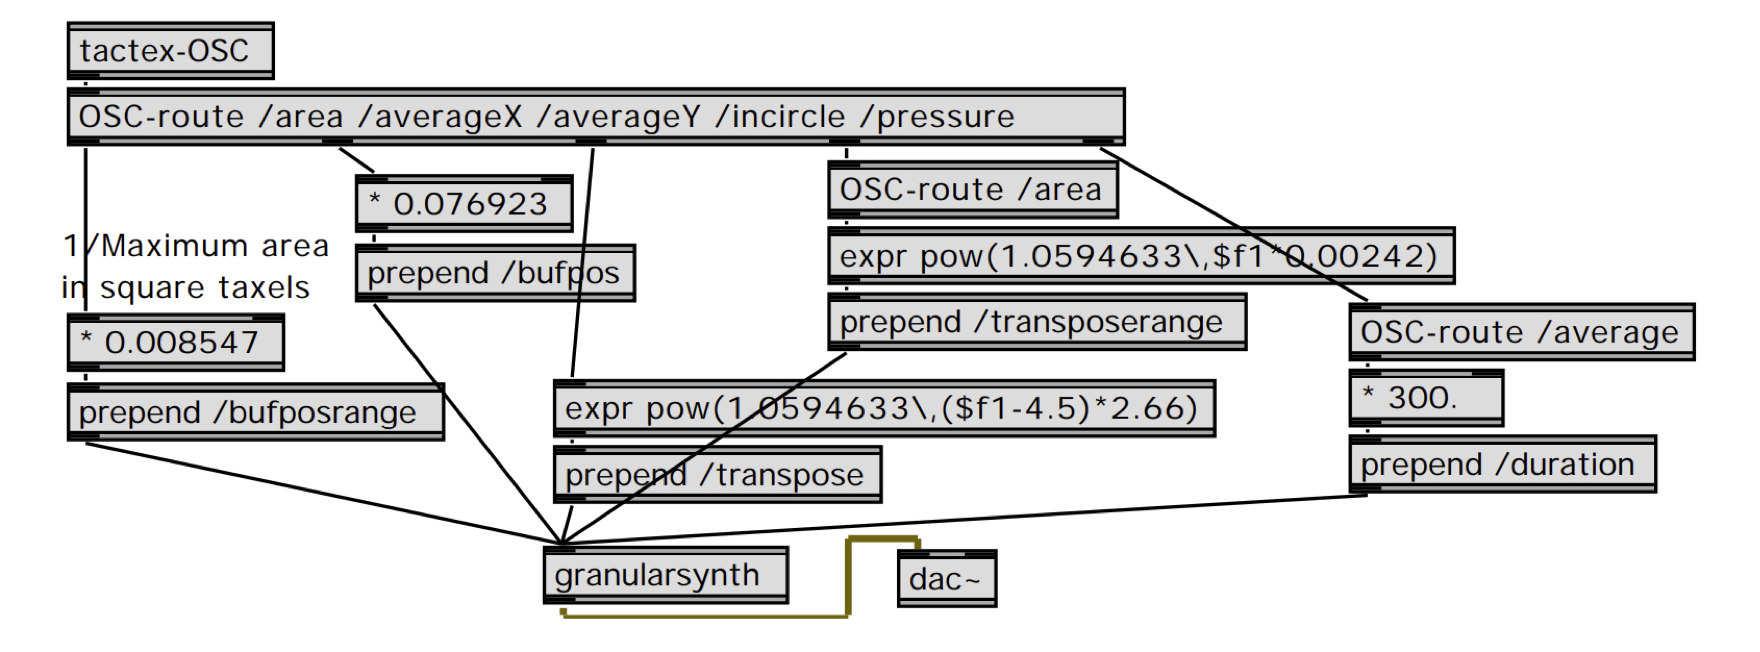 tactex-OSC
OSC-route /area /averageX /averageY /incircle /pressure
* 0.076923
prepend /bufpos
1/Maximum area
in square taxels
* 0.008547
prepend /bufposrange
OSC-route /area
expr pow(1.0594633\,$f1*0.00242)
prepend /transposerange
expr pow(1.0594633\,($f1-4.5)*2.66)
prepend /transpose
OSC-route /average
* 300.
prepend /duration
granularsynth
dac~